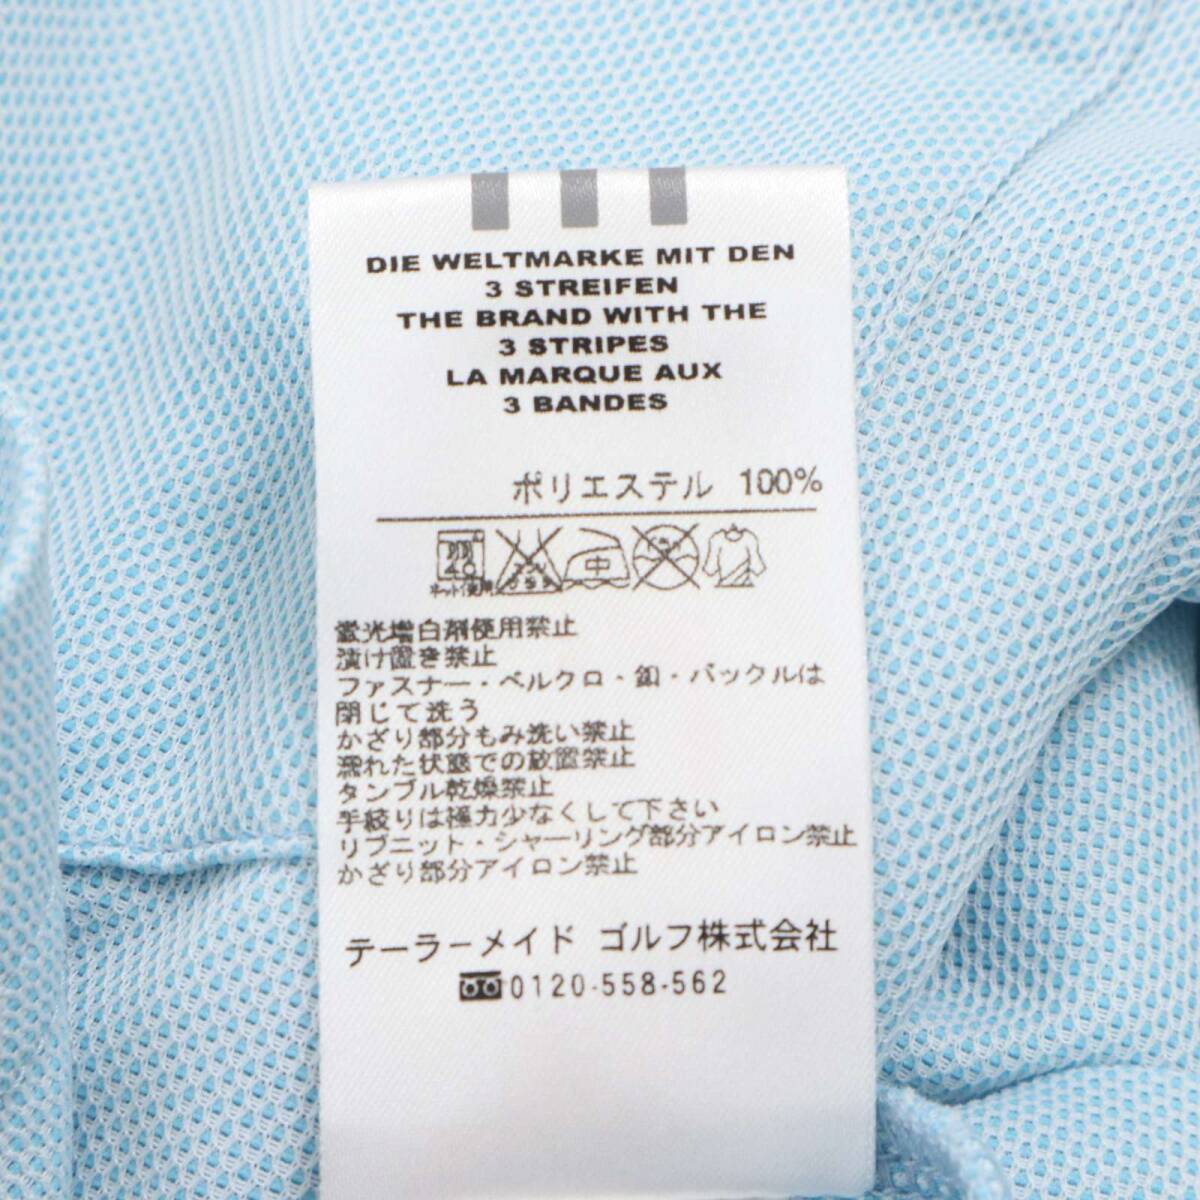 DIE WELTMARKE MIT DEN
3 STREIFEN
THE BRAND WITH THE
3 STRIPES
LA MARQUE AUX
3 BANDES
ポリエステル 100%
40
ネット使用
中
蛍光増白剤使用禁止
漬け置き禁止
ファスナー・ベルクロ・釦・バックルは
閉じて洗う
かざり部分もみ洗い禁止
濡れた状態での放置禁止
タンブル乾燥禁止
手絞りは極力少なくして下さい
リブニット・シャーリング部分アイロン禁止
かざり部分アイロン禁止
テーラーメイド ゴルフ株式会社
0120-558-562